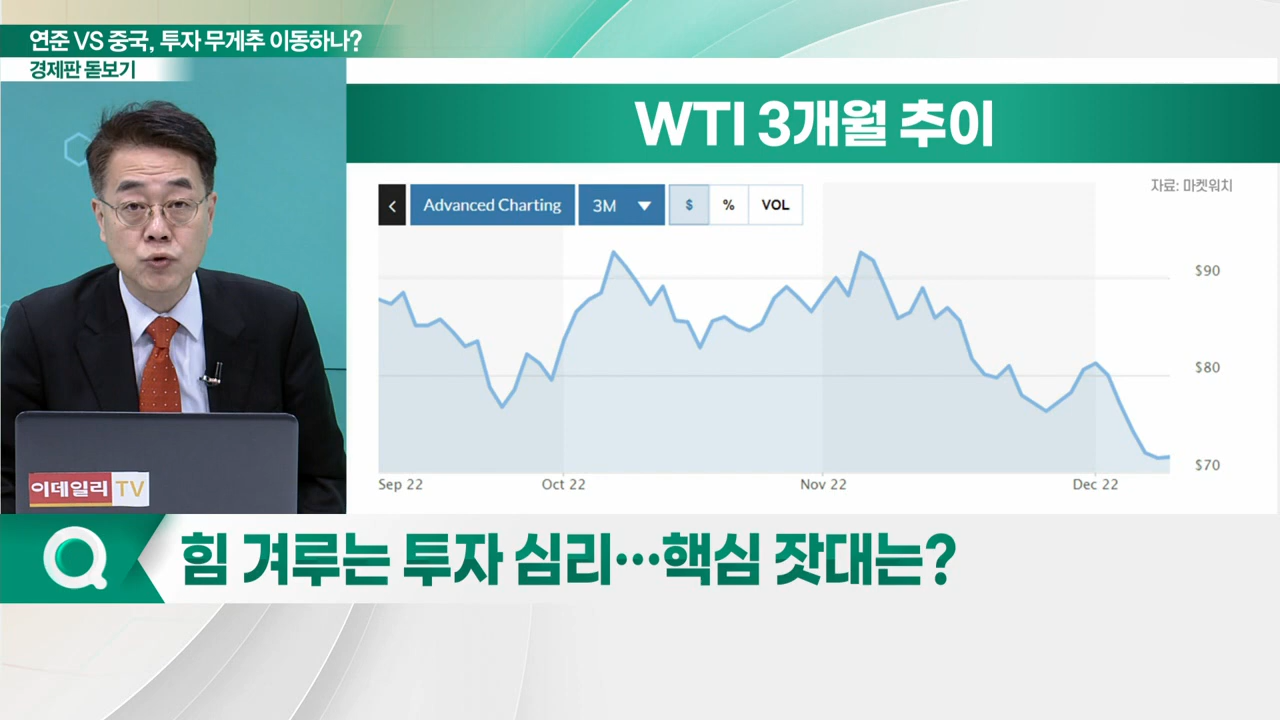 연준 VS 중국, 투자 무게추 이동하나?
경제판 돋보기
WTI 3개월 추이
자료: 마켓워치
< Advanced Charting 3M ▼ $ % VOL
$90
$80
$70
Sep 22 Oct 22 Nov 22 Dec 22
이데일리 TV
Q 힘 겨루는 투자 심리…핵심 잣대는?